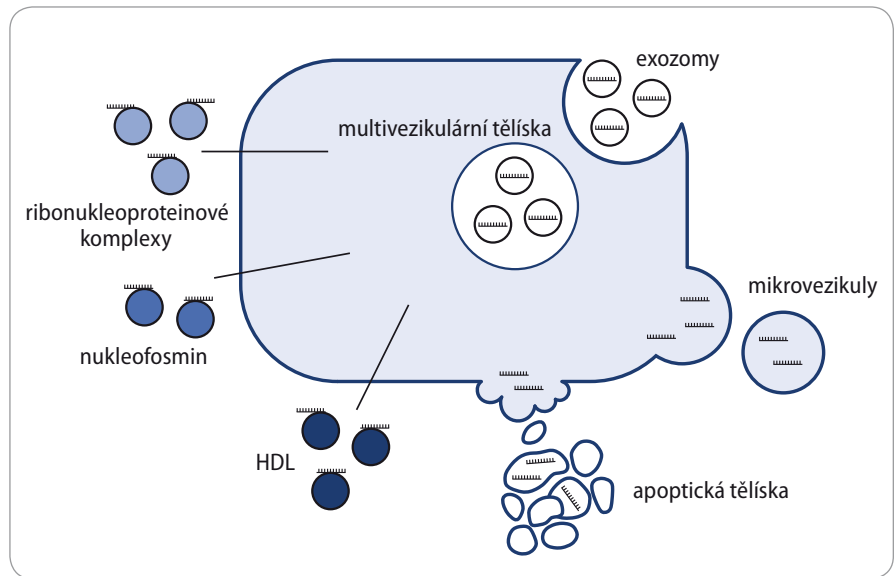 exozomy
multivezikulární tělíska
ribonukleoproteinové
komplexy
mikrovezikuly
nukleofosmin
HDL
apoptická tělíska